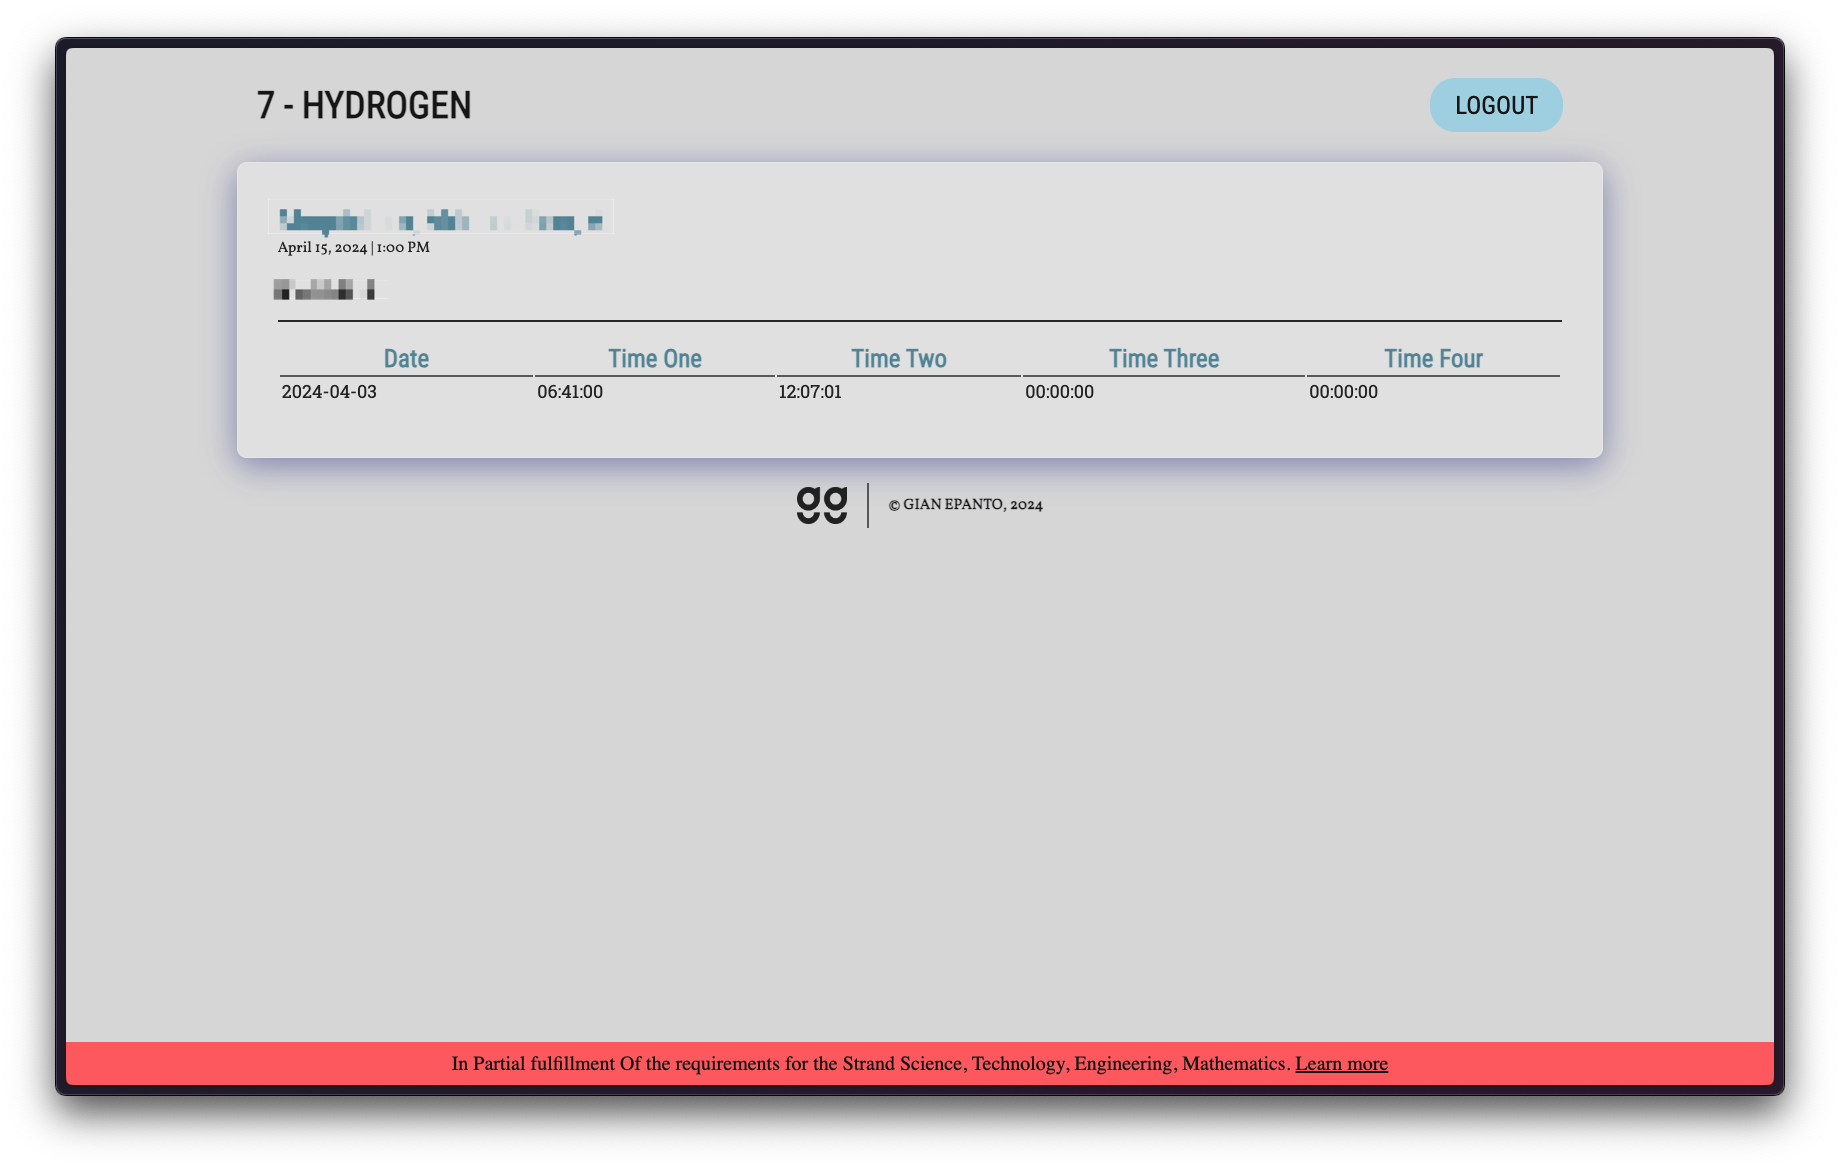 7 - HYDROGEN
LOGOUT
April 15, 2024 | 1:00 PM
Date Time One Time Two Time Three Time Four
2024-04-03 06:41:00 12:07:01 00:00:00 00:00:00
gg
© GIAN EPANTO, 2024
In Partial fulfillment Of the requirements for the Strand Science, Technology, Engineering, Mathematics. Learn more